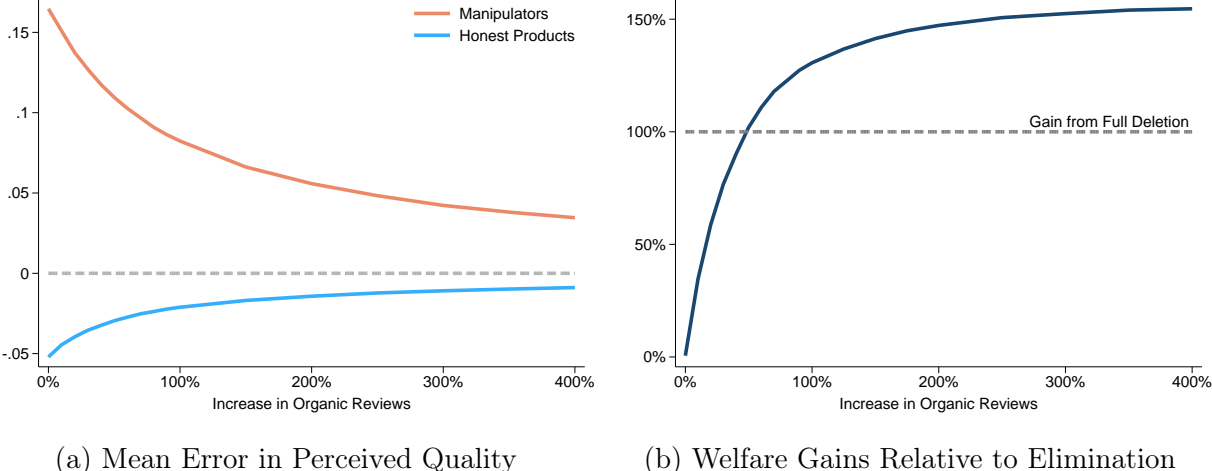 .15
.1
.05
0
-.05
Manipulators
Honest Products
0%
100%
200%
300%
400%
Increase in Organic Reviews
(a) Mean Error in Perceived Quality
150%
100%
50%
0%
Gain from Full Deletion
0%
100%
200%
300%
400%
Increase in Organic Reviews
(b) Welfare Gains Relative to Elimination